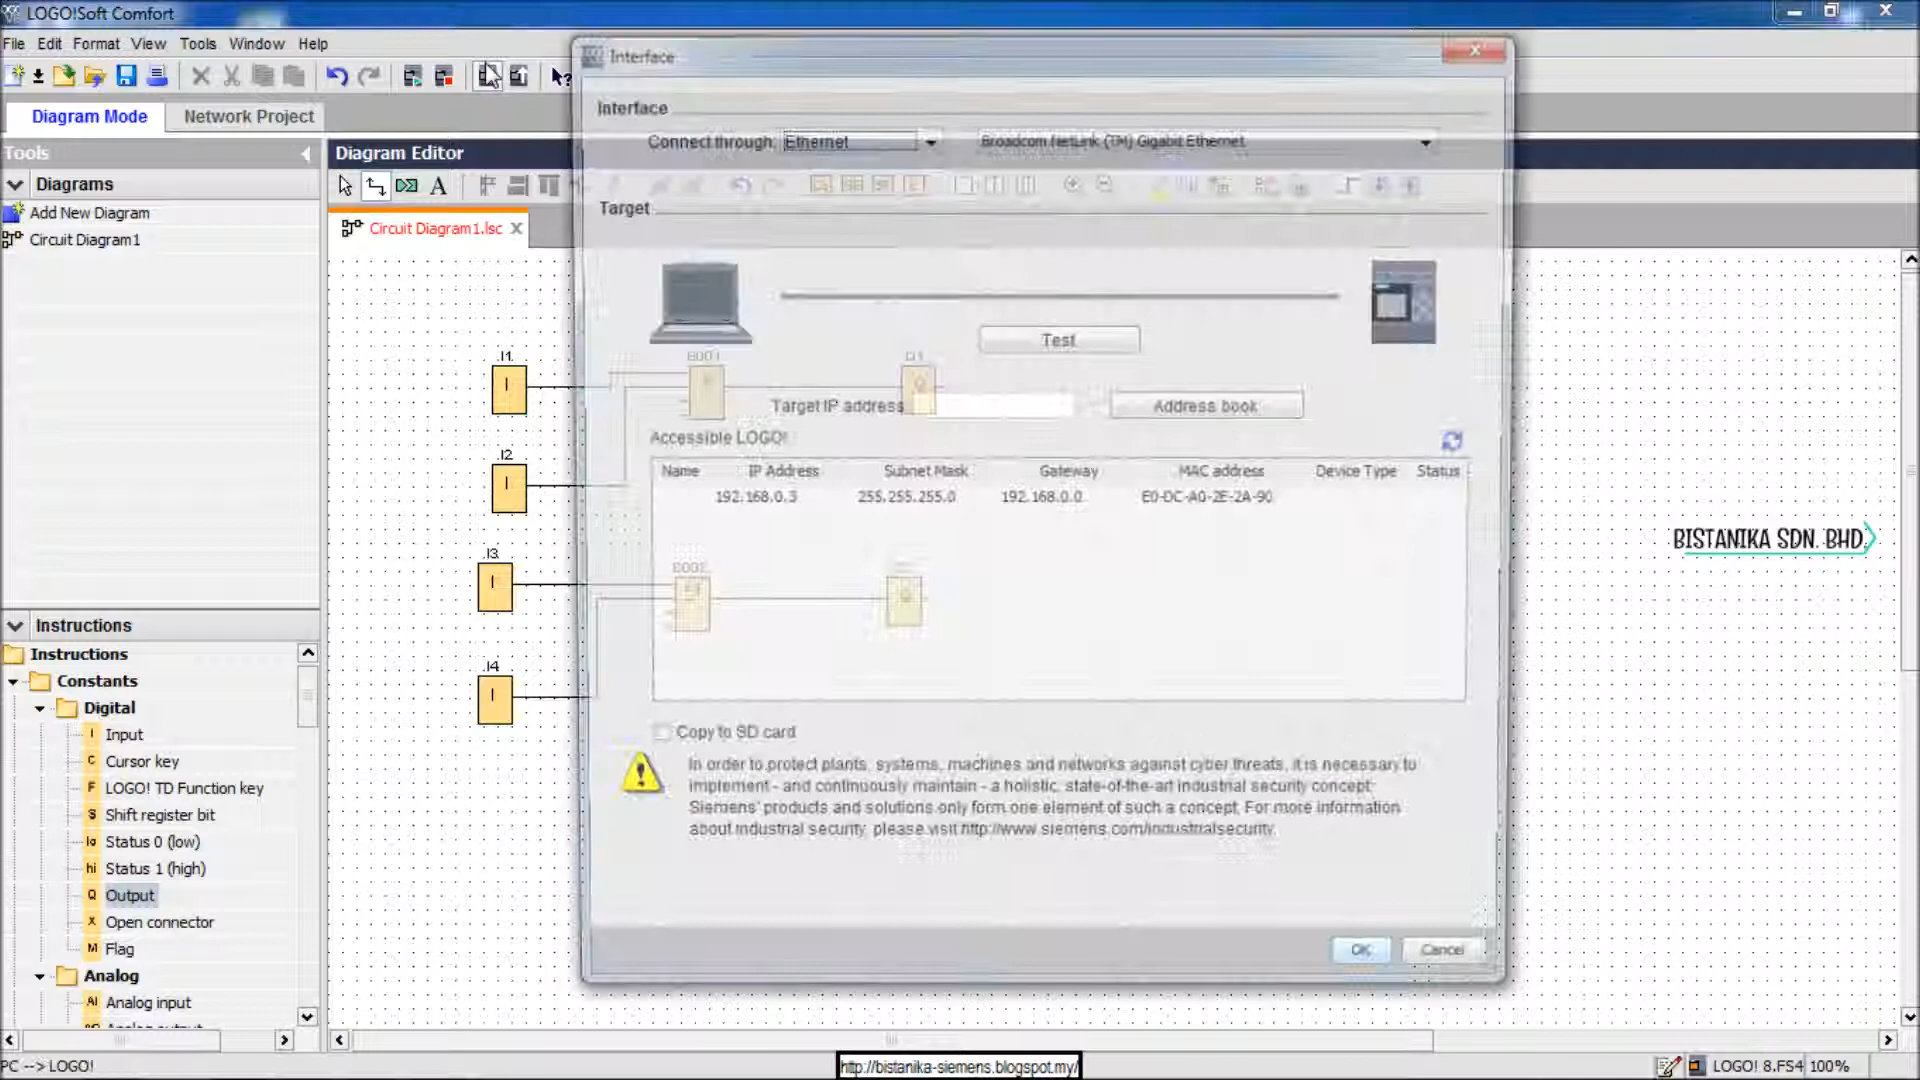 LOGO!Soft Comfort
File Edit Format View Tools Window Help
Diagram Mode
Network Project
Tools
Diagrams
Add New Diagram
Circuit Diagram1
Diagram Editor
Circuit Diagram1.lsc
Interface
Interface
Connect through: Ethernet
Broadcom NetLink (TM) Gigabit Ethernet
Target
Test
Target IP address
Address book
Accessible LOGO!
Name IP Address Subnet Mask Gateway MAC address Device Type Status
192.168.0.3 255.255.255.0 192.168.0.0 E0-DC-A0-2E-2A-90
Copy to SD card
In order to protect plants, systems, machines and networks against cyber threats, it is necessary to
implement - and continuously maintain - a holistic, state-of-the-art industrial security concept.
Siemens' products and solutions only form one element of such a concept. For more information
about industrial security, please visit http://www.siemens.com/industrialsecurity.
OK
Cancel
I1
I
I2
I
I3
I
I4
I
B001
Q1
Q
B002
Q
BISTANIKA SDN. BHD.
Instructions
Instructions
Constants
Digital
I Input
C Cursor key
F LOGO! TD Function key
S Shift register bit
lo Status 0 (low)
hi Status 1 (high)
Q Output
X Open connector
M Flag
Analog
AI Analog input
PC --> LOGO!
http://bistanika-siemens.blogspot.my/
LOGO! 8.FS4 100%